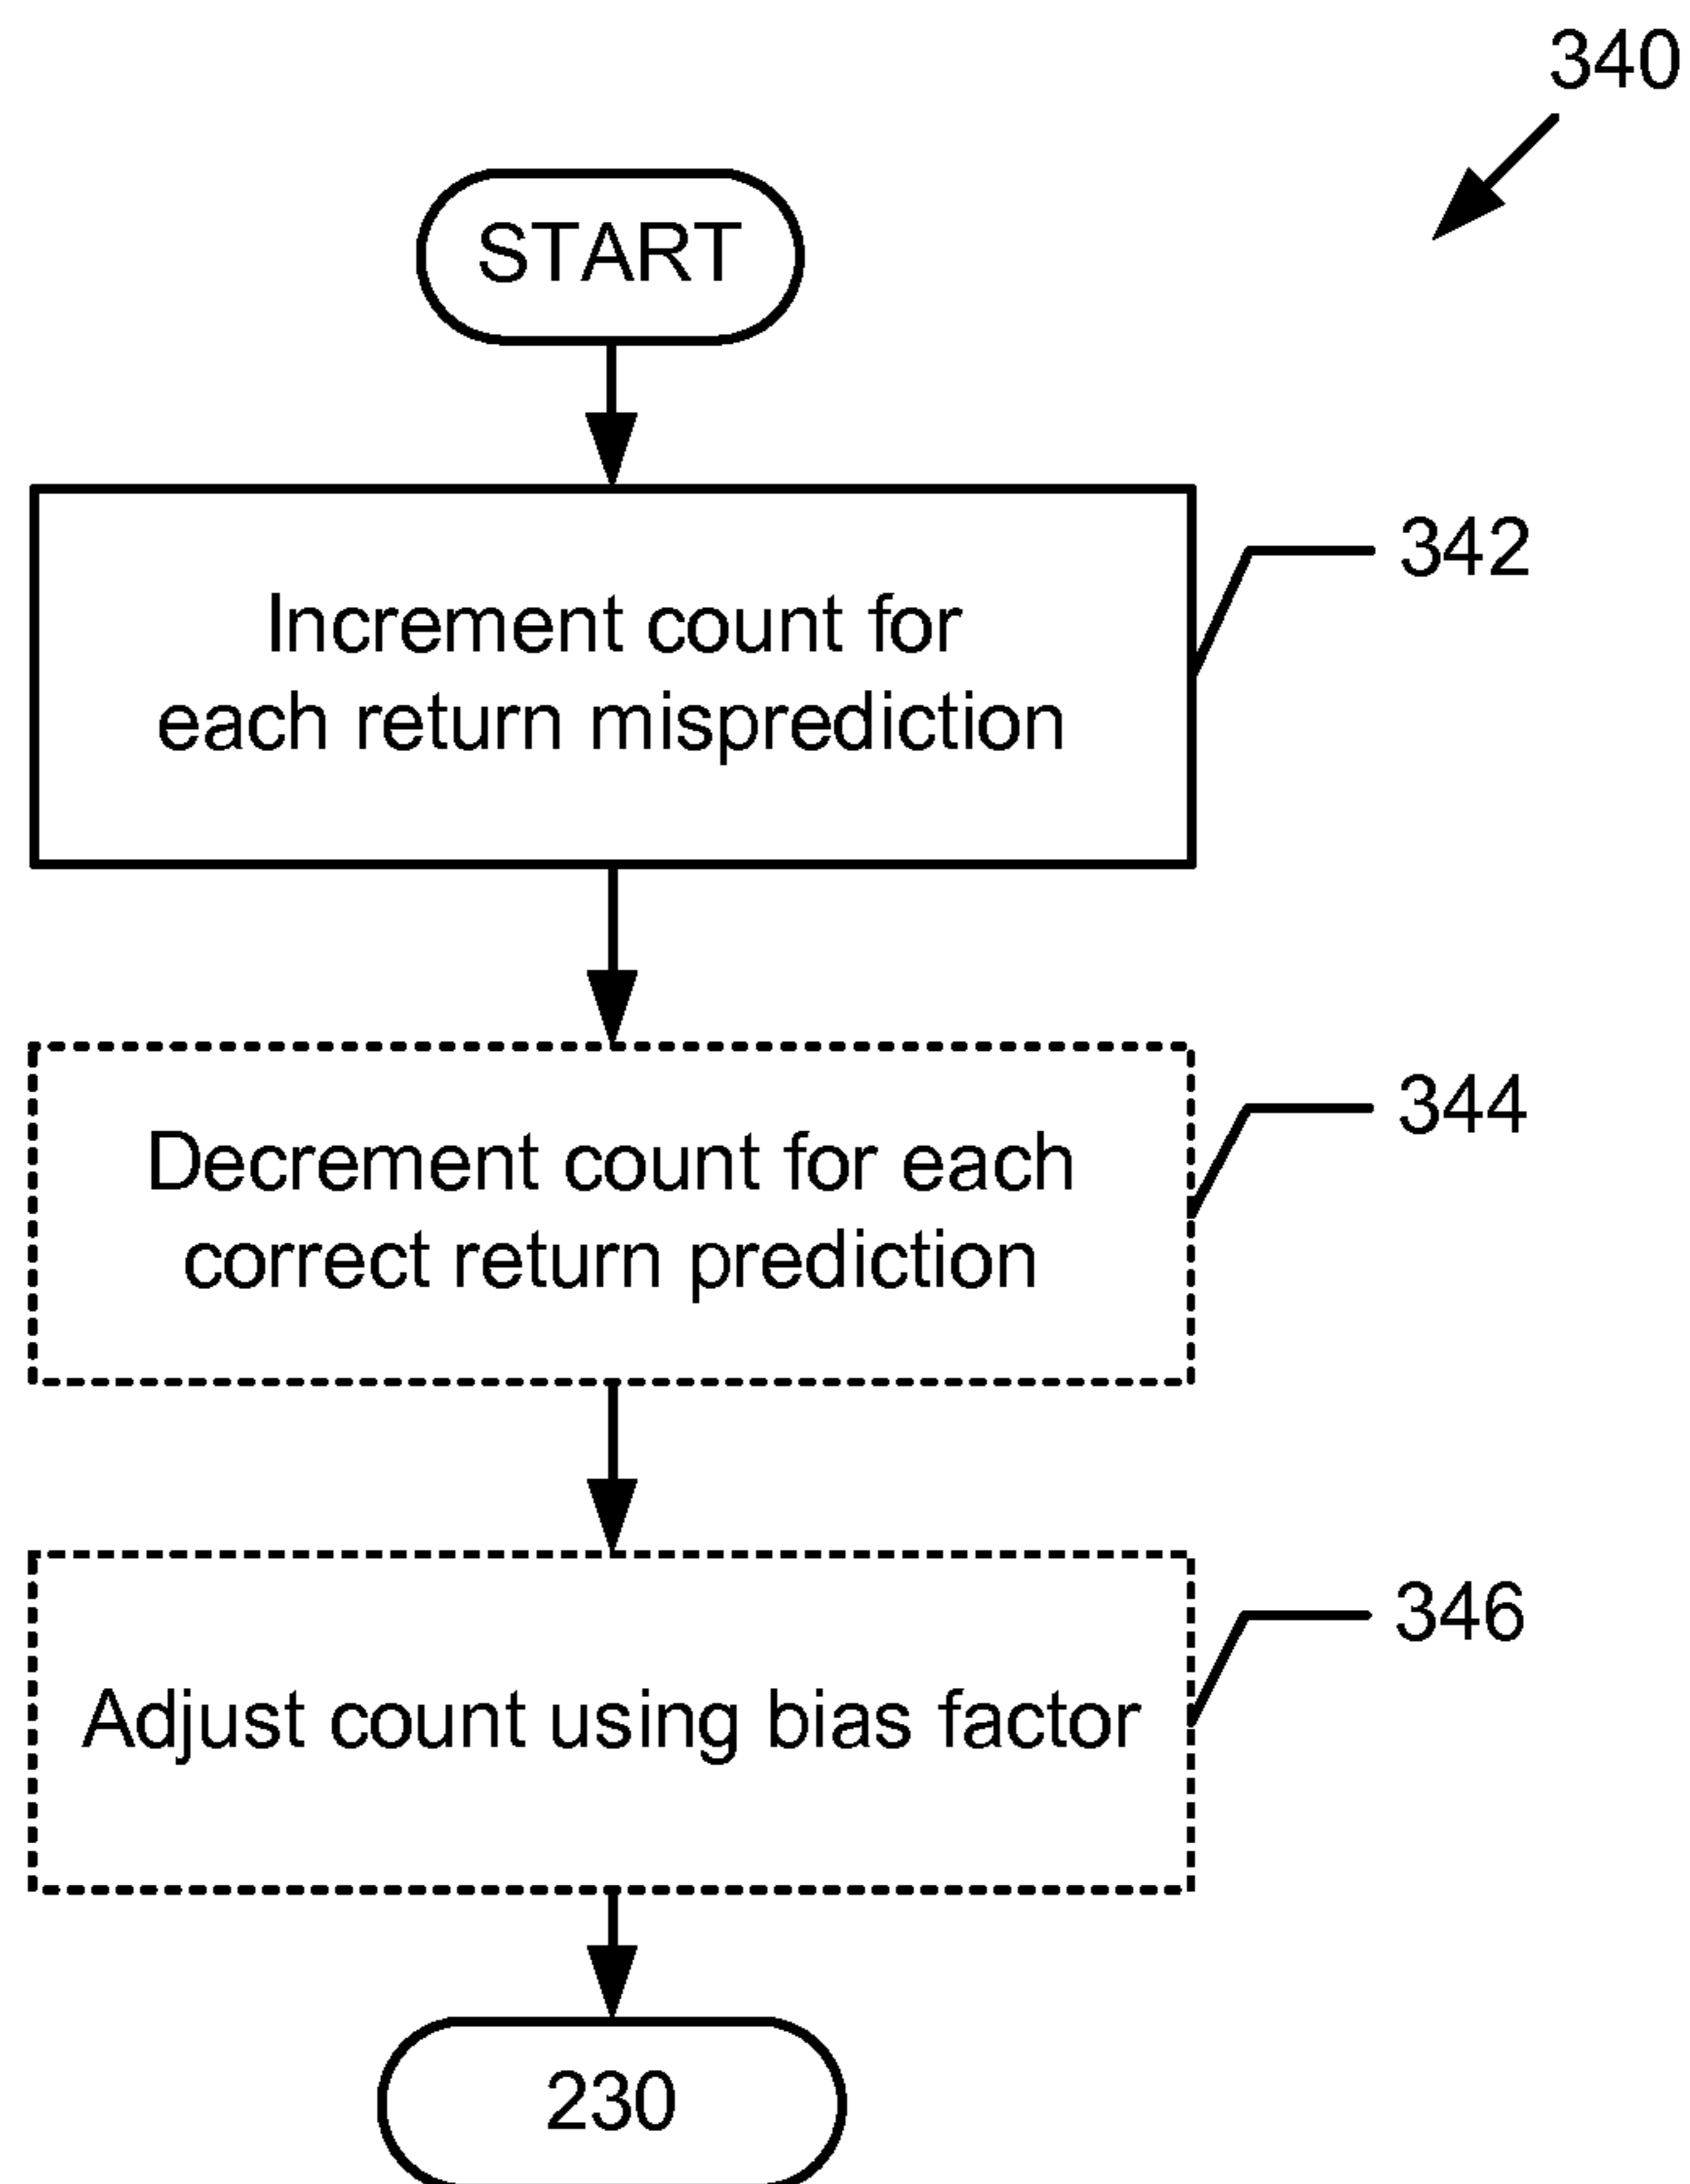 340
START
342
Increment count for
each return misprediction
344
Decrement count for each
correct return prediction
346
Adjust count using bias factor
230